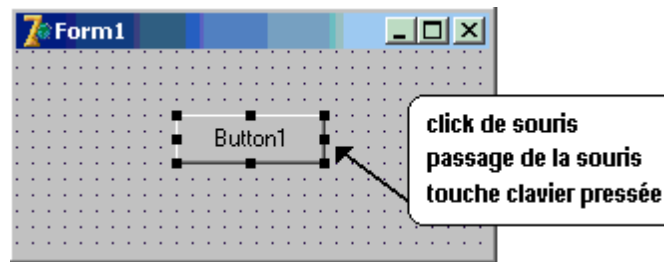 Form1
Button1
click de souris
passage de la souris
touche clavier pressée